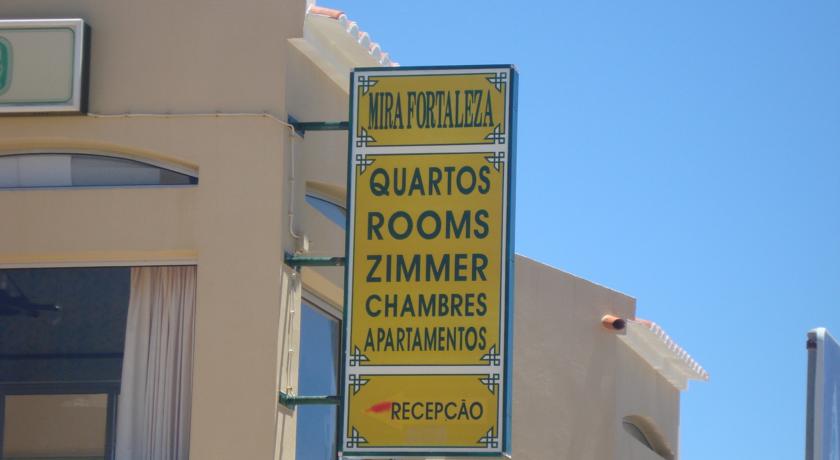 MIRA FORTALEZA
QUARTOS
ROOMS
ZIMMER
CHAMBRES
APARTAMENTOS
RECEPCÃO